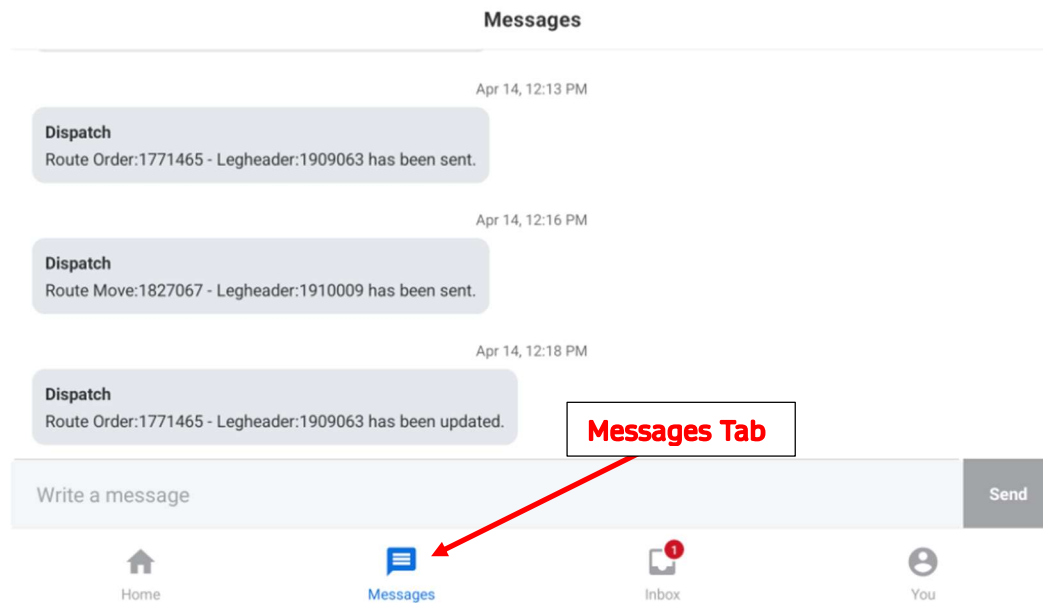 Messages
Apr 14, 12:13 PM
Dispatch
Route Order:1771465 - Legheader:1909063 has been sent.
Apr 14, 12:16 PM
Dispatch
Route Move:1827067 - Legheader:1910009 has been sent.
Apr 14, 12:18 PM
Dispatch
Route Order:1771465 - Legheader:1909063 has been updated.
Messages Tab
Write a message
Send
1
Home
Messages
Inbox
You